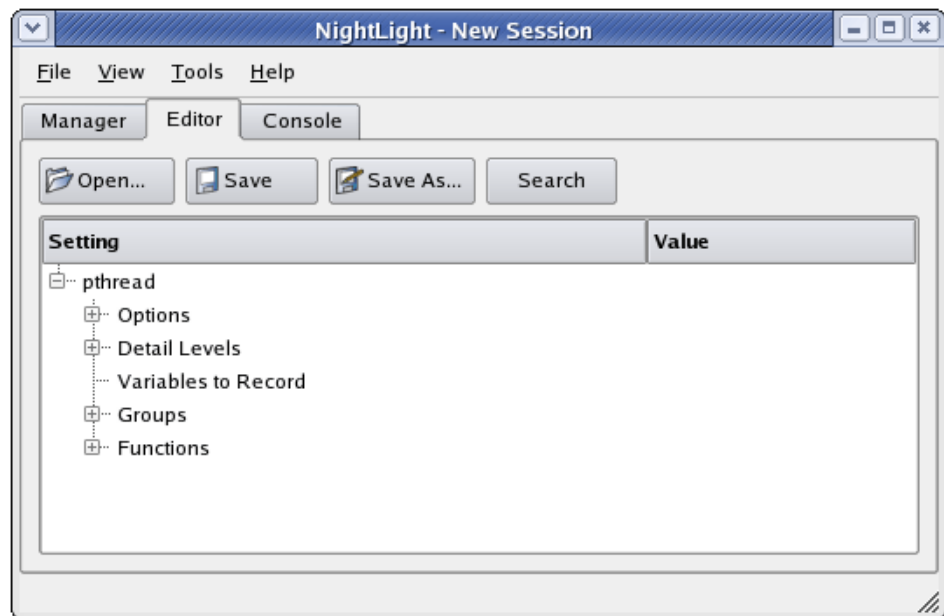 NightLight - New Session
File View Tools Help
Manager Editor Console
Open... Save Save As... Search
Setting Value
pthread
Options
Detail Levels
Variables to Record
Groups
Functions